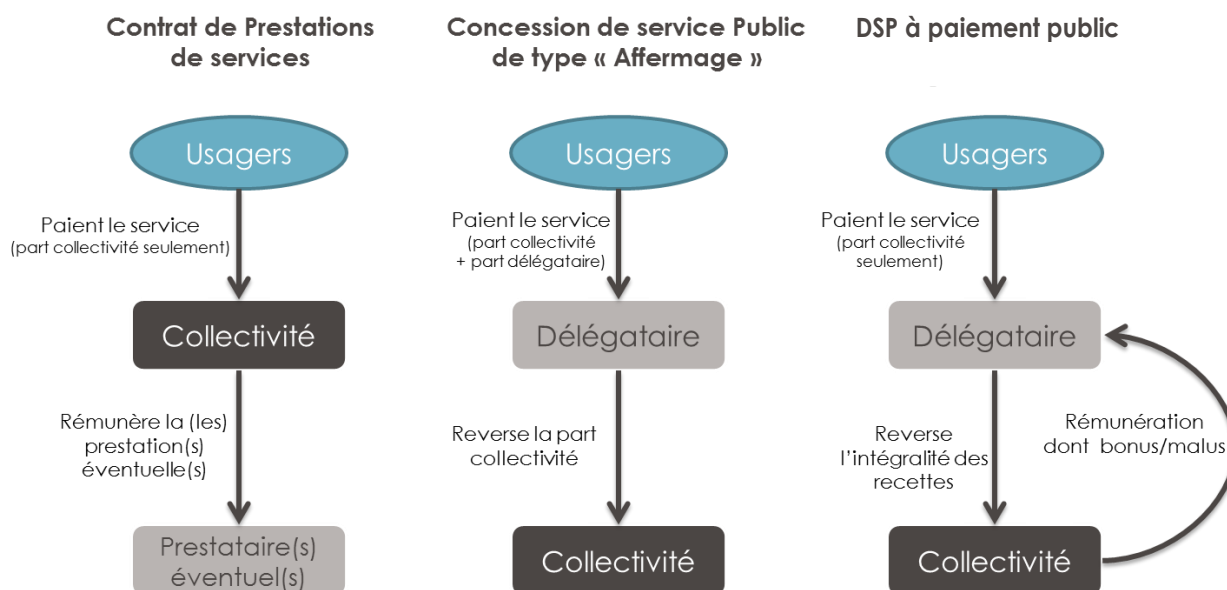 Contrat de Prestations
de services
Usagers
Paient le service
(part collectivité seulement)
Collectivité
Rémunère la (les)
prestation(s)
éventuelle(s)
Prestataire(s)
éventuel(s)
Concession de service Public
de type « Affermage »
Usagers
Paient le service
(part collectivité
+ part délégataire)
Délégataire
Reverse la part
collectivité
Collectivité
DSP à paiement public
Usagers
Paient le service
(part collectivité
seulement)
Délégataire
Reverse
l'intégralité des
recettes
Rémunération
dont bonus/malus
Collectivité